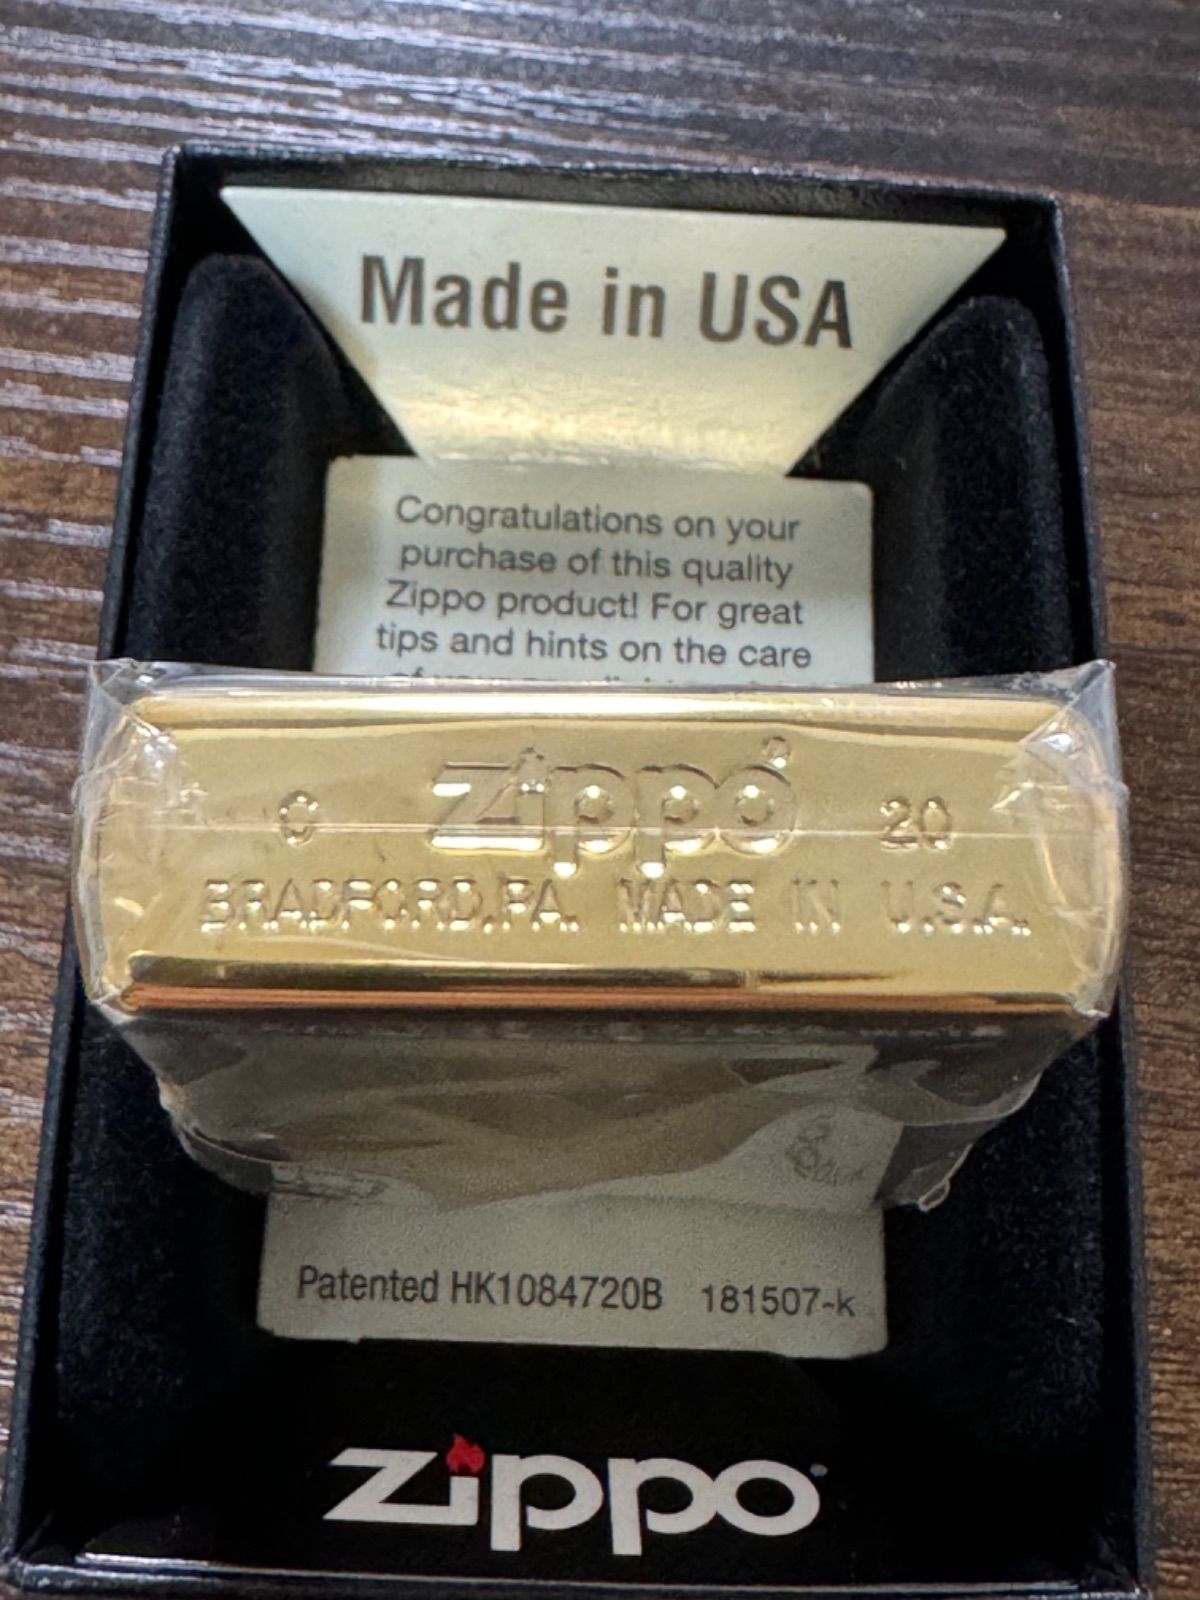 Made in USA
Congratulations on your
purchase of this quality
Zippo product! For great
tips and hints on the care
C Zippo® 20
BRADFORD, PA. MADE IN U.S.A.
Patented HK1084720B 181507-k
Zippo